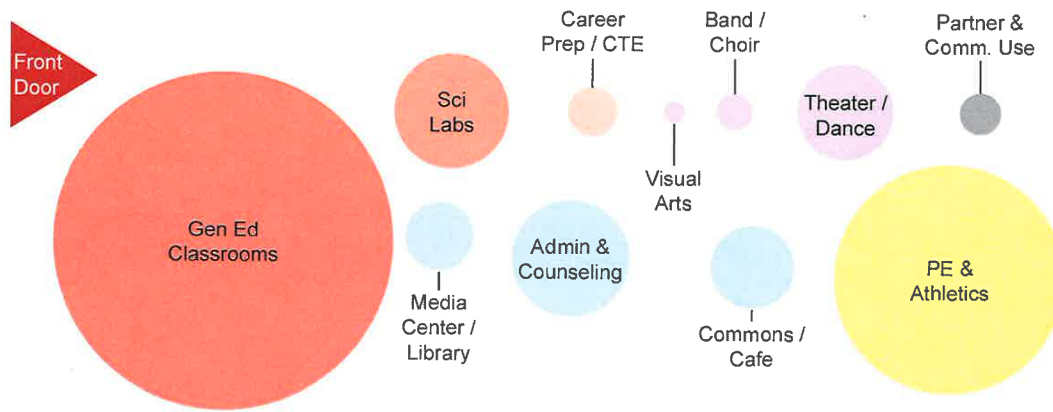 Front
Door
Gen Ed
Classrooms
Sci
Labs
Career
Prep / CTE
Visual
Arts
Band /
Choir
Theater /
Dance
Partner &
Comm. Use
Media
Center /
Library
Admin &
Counseling
Commons /
Cafe
PE &
Athletics